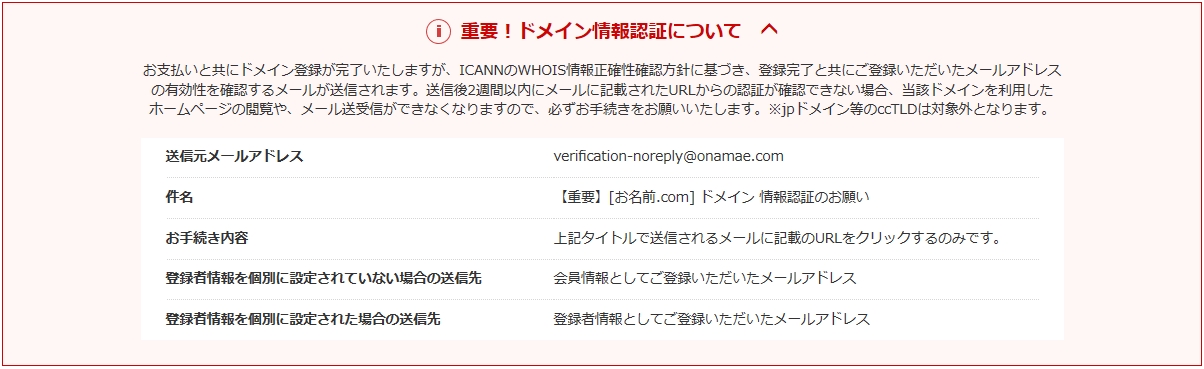 重要！ドメイン情報認証について
お支払いと共にドメイン登録が完了いたしますが、ICANNのWHOIS情報正確性確認方針に基づき、登録完了と共にご登録いただいたメールアドレス
の有効性を確認するメールが送信されます。送信後2週間以内にメールに記載されたURLからの認証が確認できない場合、当該ドメインを利用した
ホームページの閲覧や、メール送受信ができなくなりますので、必ずお手続きをお願いいたします。※jpドメイン等のccTLDは対象外となります。
送信元メールアドレス verification-noreply@onamae.com
件名 【重要】[お名前.com] ドメイン 情報認証のお願い
お手続き内容 上記タイトルで送信されるメールに記載のURLをクリックするのみです。
登録者情報を個別に設定されていない場合の送信先 会員情報としてご登録いただいたメールアドレス
登録者情報を個別に設定された場合の送信先 登録者情報としてご登録いただいたメールアドレス